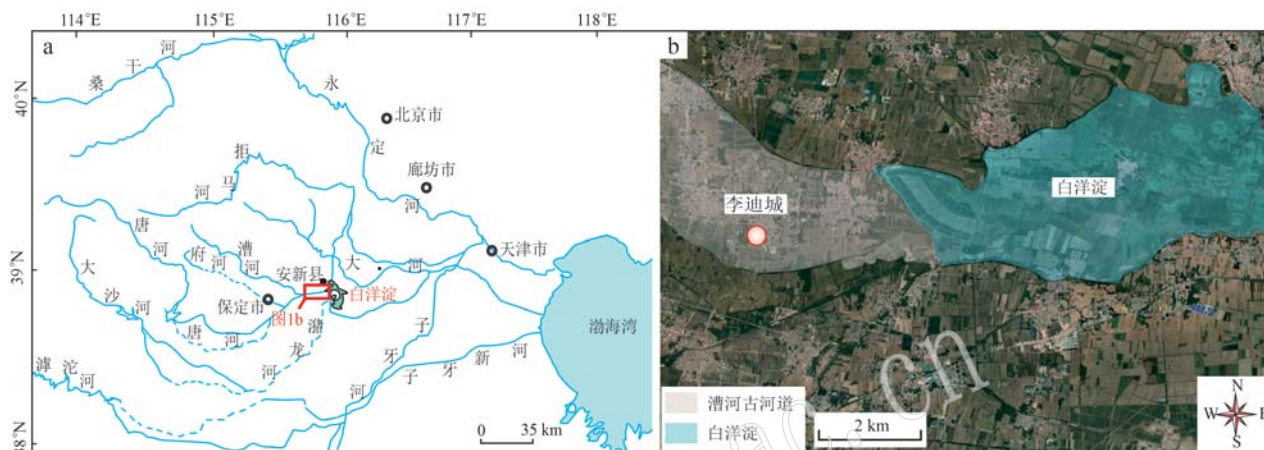 114°E
115°E
116°E
117°E
118°E
a
b
40°N
39°N
38°N
桑干河
永定河
北京市
廊坊市
拒马河
天津市
唐河
府河
漕河
大河
安新县
保定市
白洋淀
图1b
大沙河
唐河
潴龙河
滹沱河
子牙河
子牙新河
渤海湾
0 35 km
李迪城
白洋淀
漕河古河道
白洋淀
2 km
N
W
E
S
.cn